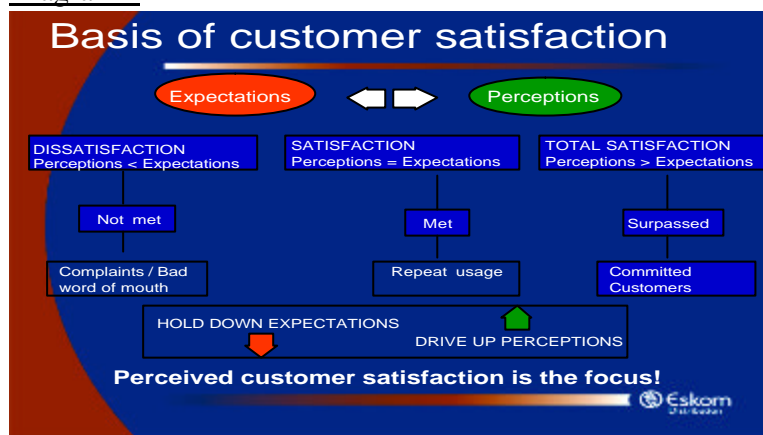 Basis of customer satisfaction
Expectations
Perceptions
DISSATISFACTION
Perceptions < Expectations
SATISFACTION
Perceptions = Expectations
TOTAL SATISFACTION
Perceptions > Expectations
Not met
Met
Surpassed
Complaints / Bad
word of mouth
Repeat usage
Committed
Customers
HOLD DOWN EXPECTATIONS
DRIVE UP PERCEPTIONS
Perceived customer satisfaction is the focus!
Eskom
Distribution